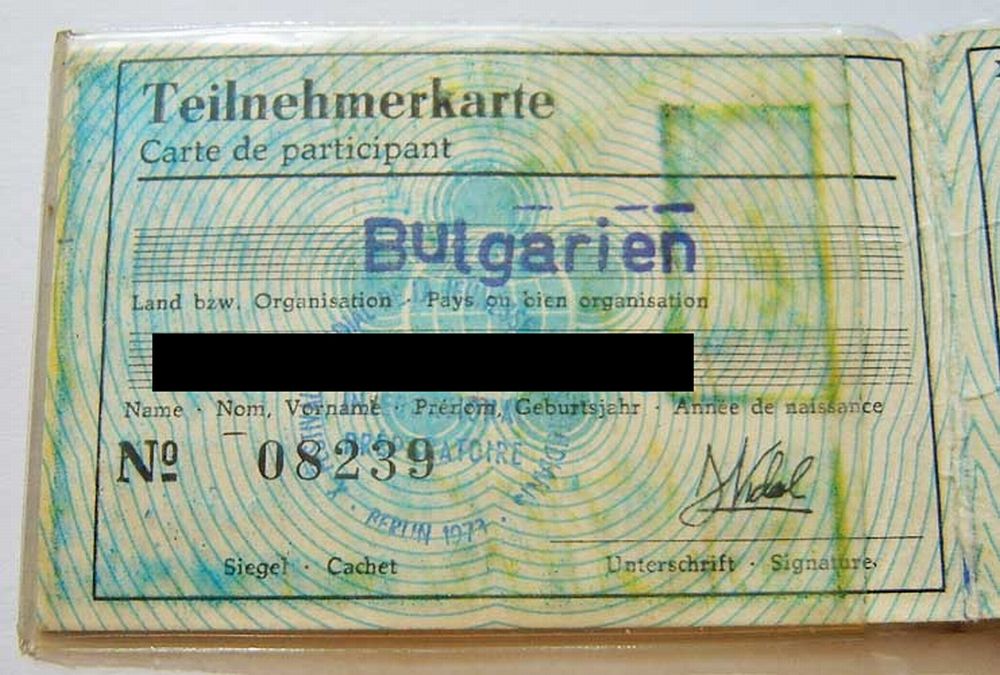 Teilnehmerkarte
Carte de participant
Bulgarien
Land bzw. Organisation · Pays ou bien organisation
Name · Nom, Vorname · Prénom, Geburtsjahr · Année de naissance
Nº 08239
PREPARATOIRE
· BERLIN 1973 ·
Siegel · Cachet
Unterschrift · Signature